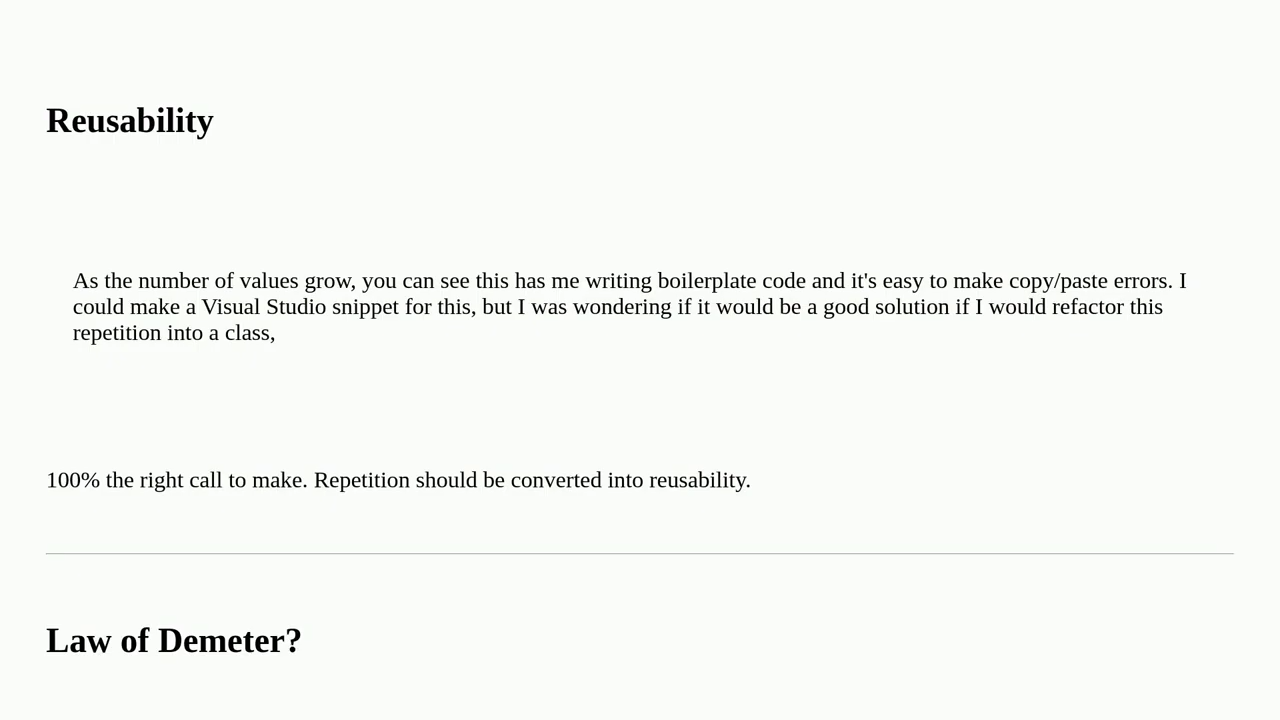 Reusability
As the number of values grow, you can see this has me writing boilerplate code and it's easy to make copy/paste errors. I
could make a Visual Studio snippet for this, but I was wondering if it would be a good solution if I would refactor this
repetition into a class,
100% the right call to make. Repetition should be converted into reusability.
Law of Demeter?